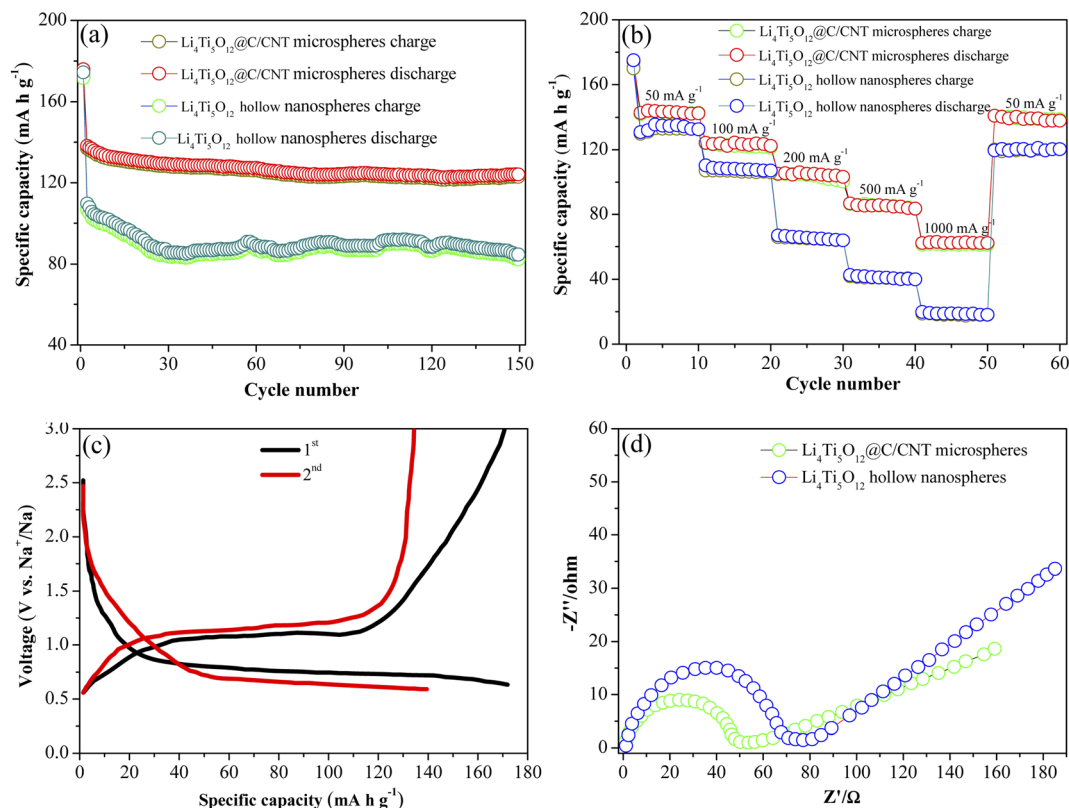 (a)
Li₄Ti₅O₁₂@C/CNT microspheres charge
Li₄Ti₅O₁₂@C/CNT microspheres discharge
Li₄Ti₅O₁₂ hollow nanospheres charge
Li₄Ti₅O₁₂ hollow nanospheres discharge
200
160
120
80
40
Specific capacity (mA h g⁻¹)
0 30 60 90 120 150
Cycle number
(b)
Li₄Ti₅O₁₂@C/CNT microspheres charge
Li₄Ti₅O₁₂@C/CNT microspheres discharge
Li₄Ti₅O₁₂ hollow nanospheres charge
Li₄Ti₅O₁₂ hollow nanospheres discharge
50 mA g⁻¹
100 mA g⁻¹
200 mA g⁻¹
500 mA g⁻¹
1000 mA g⁻¹
50 mA g⁻¹
200
160
120
80
40
0
Specific capacity (mA h g⁻¹)
0 10 20 30 40 50 60
Cycle number
(c)
1ˢᵗ
2ⁿᵈ
3.0
2.5
2.0
1.5
1.0
0.5
0.0
Voltage (V vs. Na⁺/Na)
0 20 40 60 80 100 120 140 160 180
Specific capacity (mA h g⁻¹)
(d)
Li₄Ti₅O₁₂@C/CNT microspheres
Li₄Ti₅O₁₂ hollow nanospheres
60
50
40
30
20
10
0
-Z''/ohm
0 20 40 60 80 100 120 140 160 180
Z'/Ω